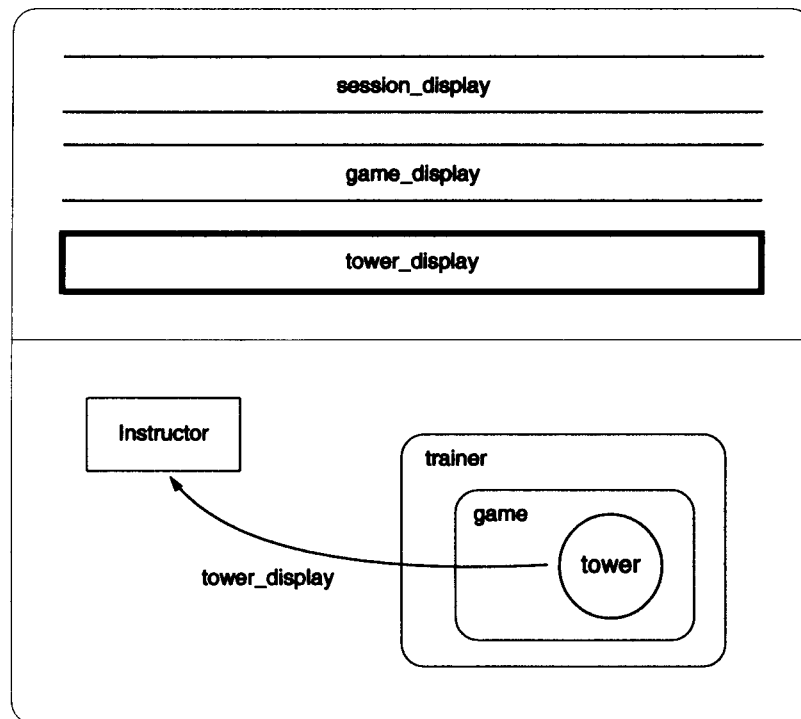 session_display
game_display
tower_display
Instructor
trainer
game
tower
tower_display